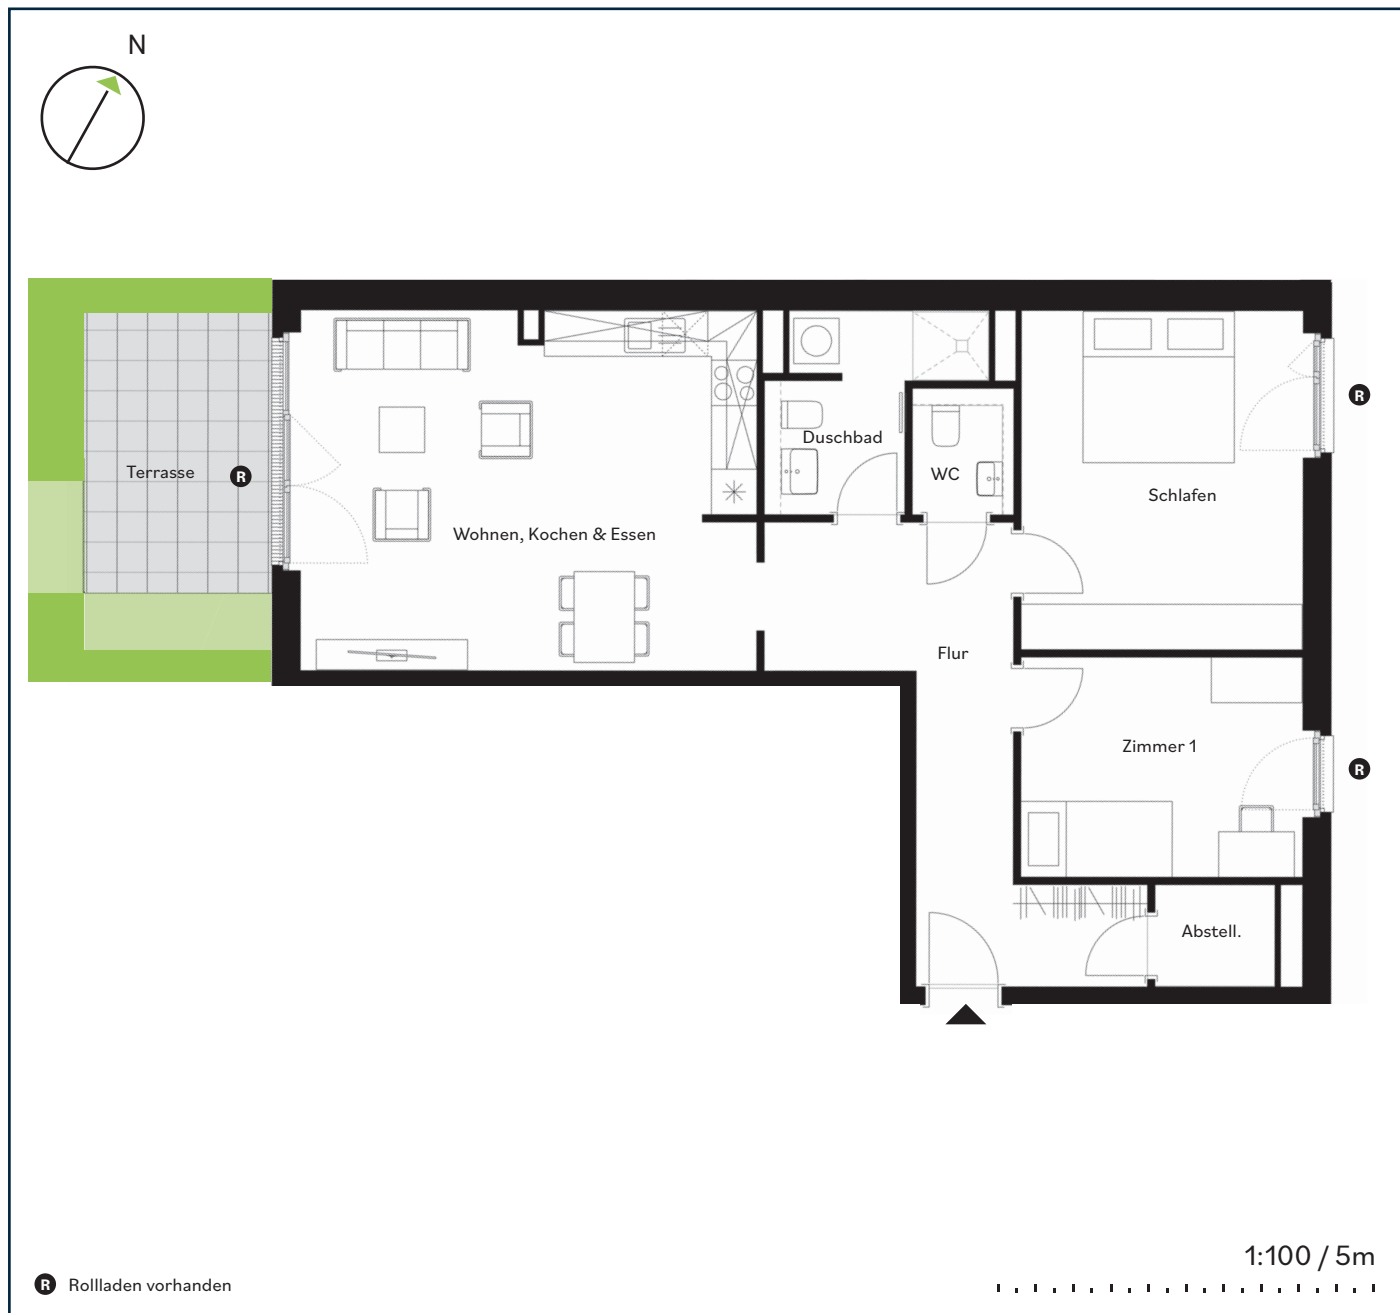 N
R
Duschbad
Terrasse
R
WC
Schlafen
Wohnen, Kochen & Essen
Flur
Zimmer 1
R
Abstell.
1:100 / 5m
R Rollladen vorhanden